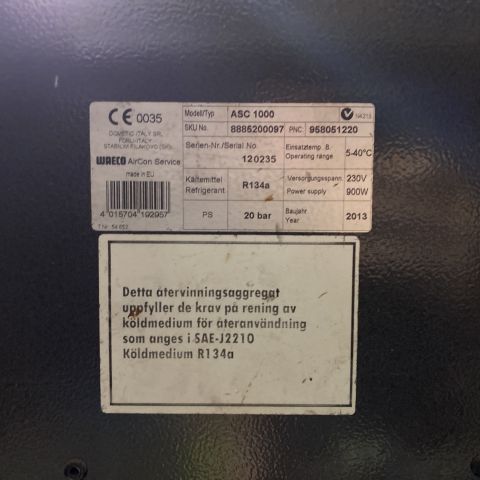 CE 0035
DOMETIC ITALY SRL
FORLI-ITALY
STABILIM.FILAKOVO (SK)
WAECO AirCon Service
made in EU
4 015704 192957
Modell/Typ ASC 1000
SKU No. 8885200097 PNC: 958051220
Serien-Nr./Serial No. 120235
Einsatztemp. B.
Operating range 5-40°C
Kältemittel
Refrigerant R134a
Versorgungsspann. 230V
Power supply 900W
PS 20 bar
Baujahr
Year 2013
Detta återvinningsaggregat
uppfyller de krav på rening av
köldmedium för återanvändning
som anges i SAE-J2210
Köldmedium R134a